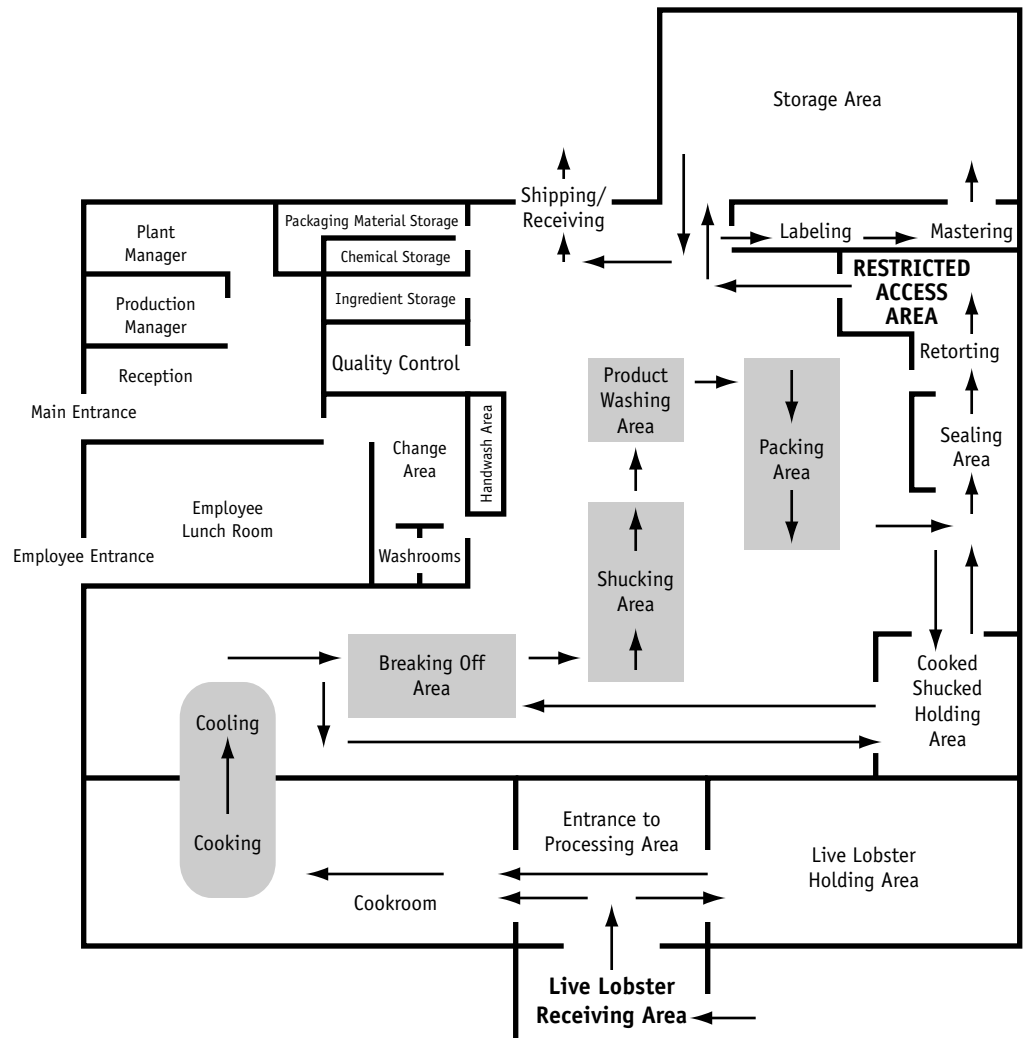 Storage Area
Shipping/
Receiving
Packaging Material Storage
Plant
Manager
Labeling
Mastering
Chemical Storage
RESTRICTED
ACCESS
AREA
Ingredient Storage
Production
Manager
Retorting
Quality Control
Reception
Product
Washing
Area
Main Entrance
Handwash Area
Change
Area
Packing
Area
Sealing
Area
Employee
Lunch Room
Employee Entrance
Washrooms
Shucking
Area
Breaking Off
Area
Cooked
Shucked
Holding
Area
Cooling
Cooking
Entrance to
Processing Area
Live Lobster
Holding Area
Cookroom
Live Lobster
Receiving Area